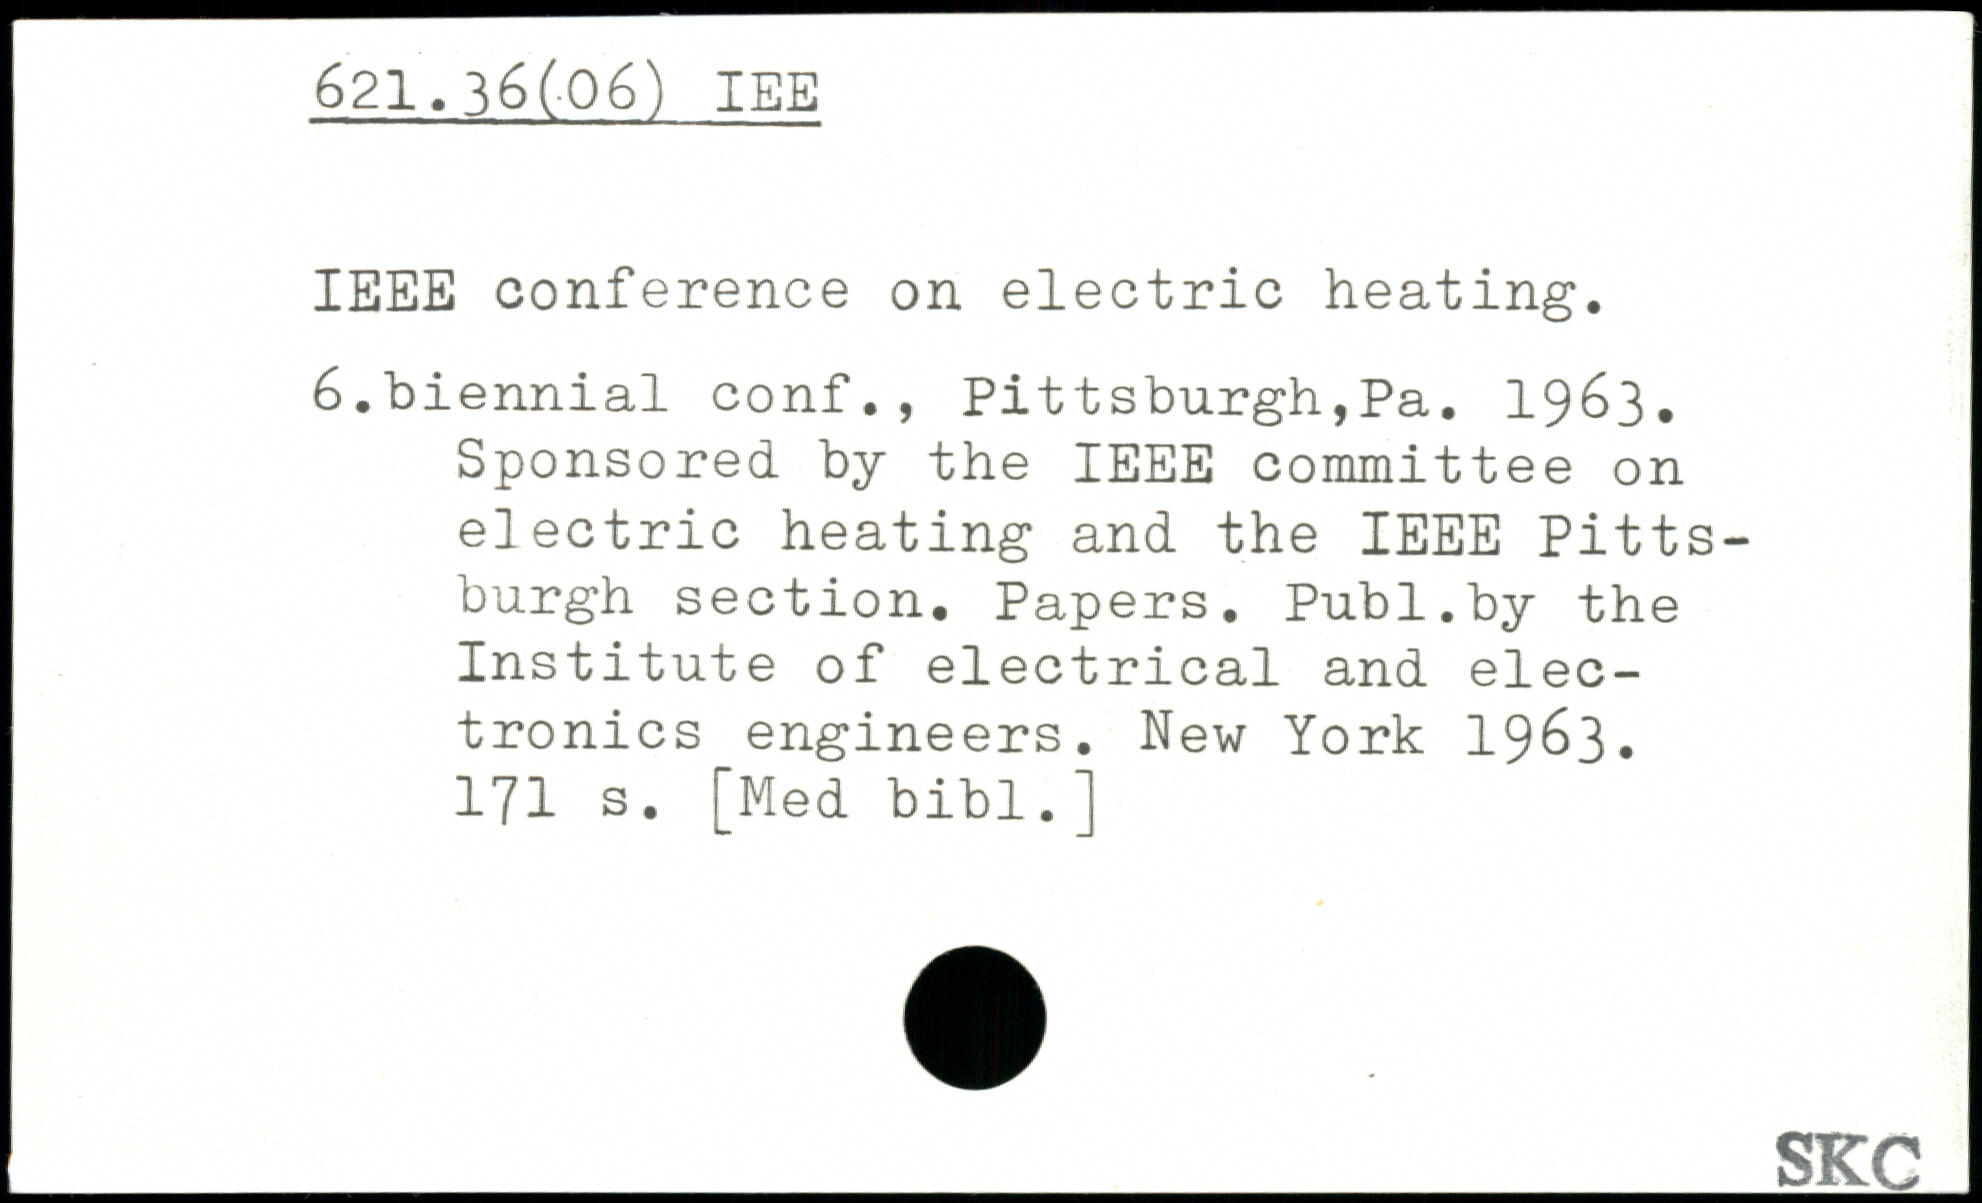 621.36(06) IEE
IEEE conference on electric heating.
6.biennial conf., Pittsburgh,Pa. 1963.
Sponsored by the IEEE committee on
electric heating and the IEEE Pitts-
burgh section. Papers. Publ.by the
Institute of electrical and elec-
tronics engineers. New York 1963.
171 s. [Med bibl.]
SKC